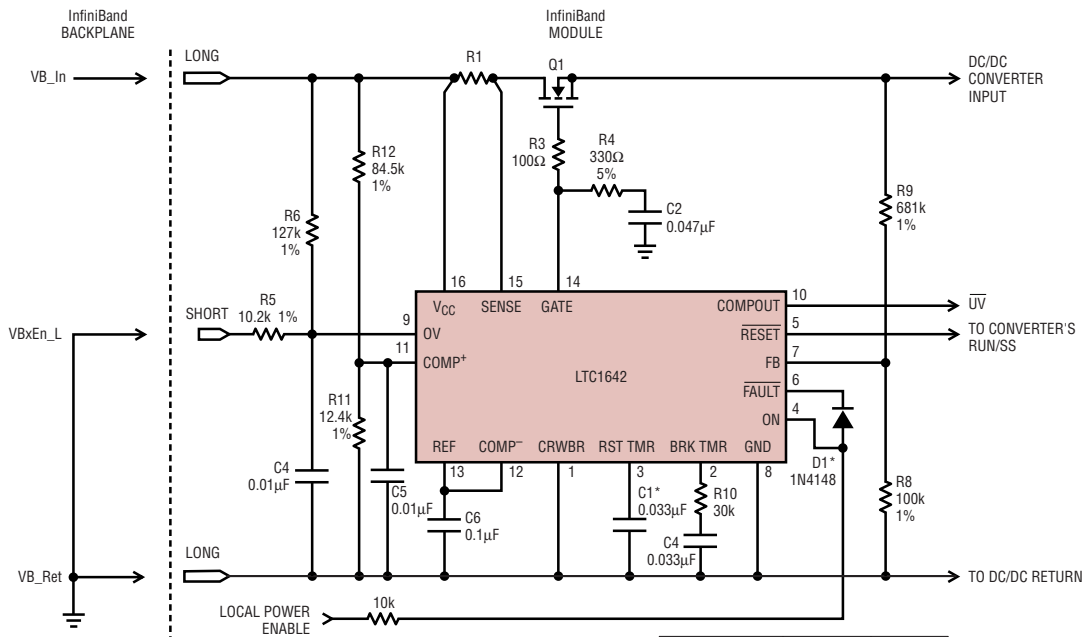 InfiniBand
BACKPLANE
InfiniBand
MODULE
VB_In
LONG
R1
Q1
DC/DC
CONVERTER
INPUT
R12
84.5k
1%
R3
100Ω
R4
330Ω
5%
C2
0.047µF
R6
127k
1%
R9
681k
1%
16
15
14
VCC
SENSE
GATE
COMPOUT
10
UV
VBxEn_L
SHORT
R5
10.2k 1%
9
OV
RESET
5
TO CONVERTER'S
RUN/SS
11
COMP+
LTC1642
FB
7
FAULT
6
ON
4
R11
12.4k
1%
REF
COMP–
CRWBR
RST TMR
BRK TMR
GND
13
12
1
3
2
8
D1*
1N4148
C4
0.01µF
C5
0.01µF
C6
0.1µF
C1*
0.033µF
R10
30k
C4
0.033µF
R8
100k
1%
VB_Ret
LONG
TO DC/DC RETURN
LOCAL POWER
ENABLE
10k